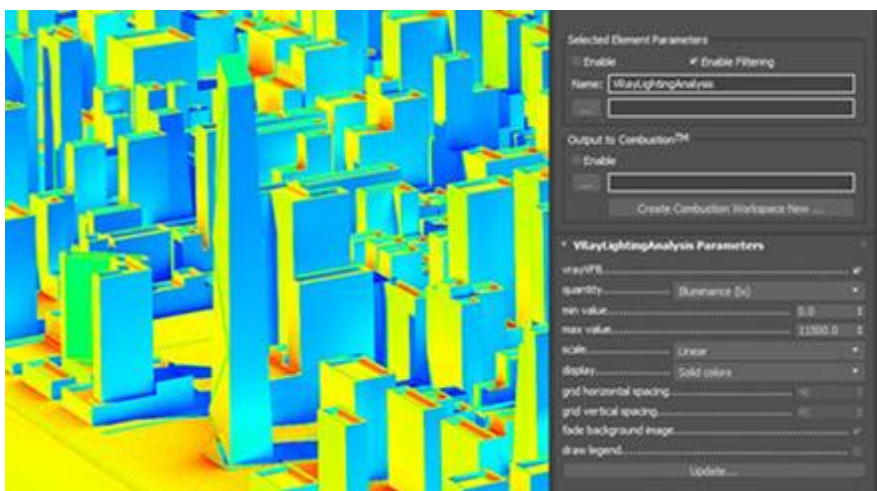 Selected Element Parameters
Enable
Enable Filtering
Name: VRayLightingAnalysis
...
Output to Combustion™
Enable
...
Create Combustion Workspace New ...
VRayLightingAnalysis Parameters
vrayVFB
quantity Illuminance (lx)
min value 0.0
max value 11500.0
scale Linear
display Solid colors
grid horizontal spacing
grid vertical spacing
fade background image
draw legend
Update...